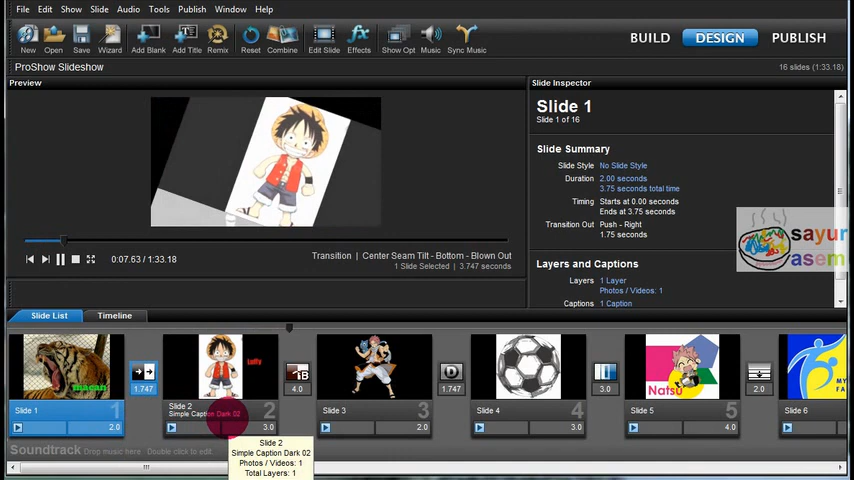 File Edit Show Slide Audio Tools Publish Window Help
New Open Save Wizard Add Blank Add Title Remix Reset Combine Edit Slide Effects Show Opt Music Sync Music
BUILD DESIGN PUBLISH
ProShow Slideshow
16 slides (1:33.18)
Preview
Slide Inspector
Slide 1
Slide 1 of 16
Slide Summary
Slide Style No Slide Style
Duration 2.00 seconds
3.75 seconds total time
Timing Starts at 0.00 seconds
Ends at 3.75 seconds
Transition Out Push - Right
1.75 seconds
sayur
asem
Layers and Captions
Layers 1 Layer
Photos / Videos: 1
Captions 1 Caption
0:07.63 / 1:33.18
Transition | Center Seam Tilt - Bottom - Blown Out
1 Slide Selected | 3.747 seconds
Slide List Timeline
macan
Luffy
Natsu
MY
FA
1.747
4.0
1.747
3.0
2.0
Slide 1 1
2.0
Slide 2 2
Simple Caption Dark 02
3.0
Slide 3 3
2.0
Slide 4 4
3.0
Slide 5 5
4.0
Slide 6
Soundtrack Drop music here. Double click to edit.
Slide 2
Simple Caption Dark 02
Photos / Videos: 1
Total Layers: 1